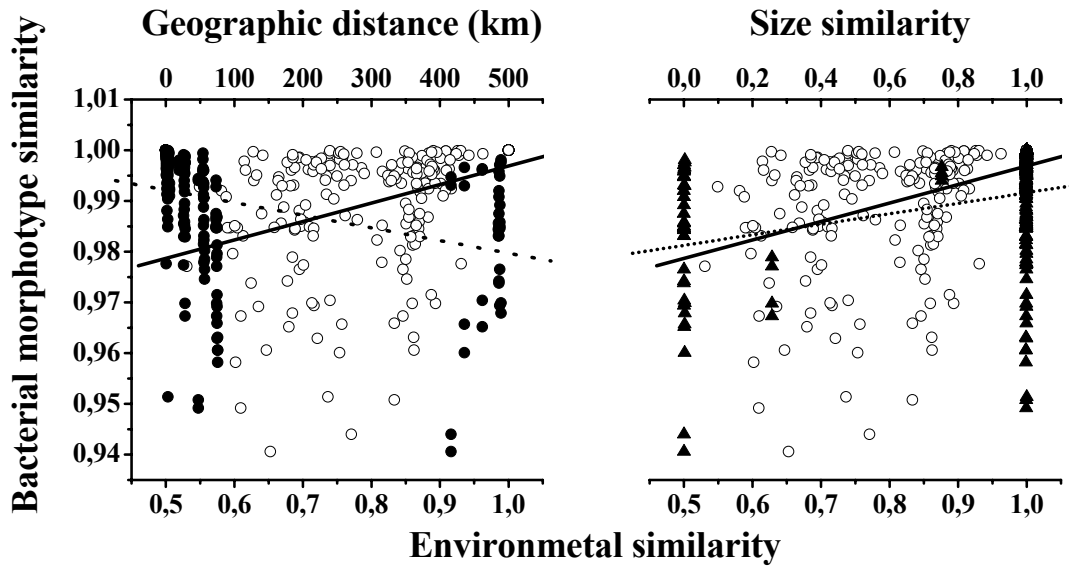 Geographic distance (km)
Size similarity
0 100 200 300 400 500
0,0 0,2 0,4 0,6 0,8 1,0
Bacterial morphotype similarity
1,01
1,00
0,99
0,98
0,97
0,96
0,95
0,94
0,5 0,6 0,7 0,8 0,9 1,0
0,5 0,6 0,7 0,8 0,9 1,0
Environmetal similarity